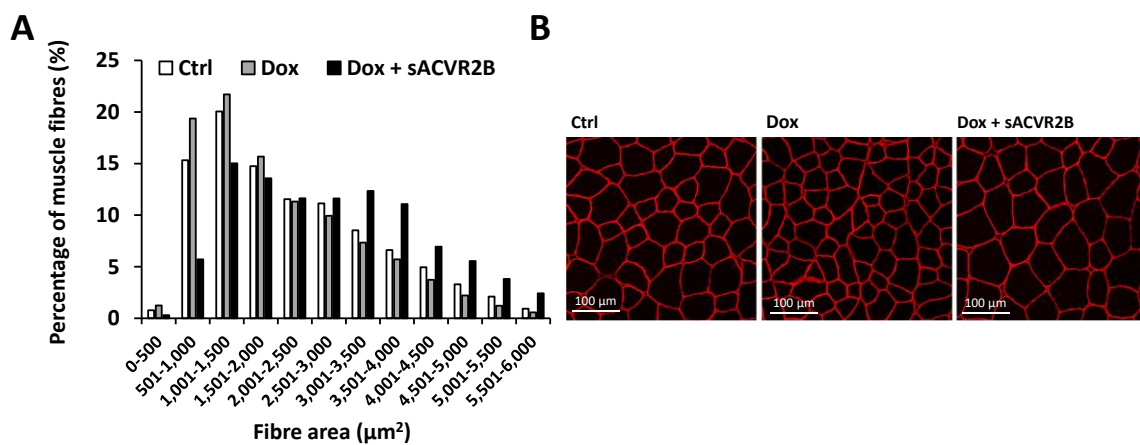 A
B
Percentage of muscle fibres (%)
25
20
15
10
5
0
Ctrl Dox Dox + sACVR2B
0-500
501-1,000
1,001-1,500
1,501-2,000
2,001-2,500
2,501-3,000
3,001-3,500
3,501-4,000
4,001-4,500
4,501-5,000
5,001-5,500
5,501-6,000
Fibre area (µm²)
Ctrl
Dox
Dox + sACVR2B
100 µm
100 µm
100 µm